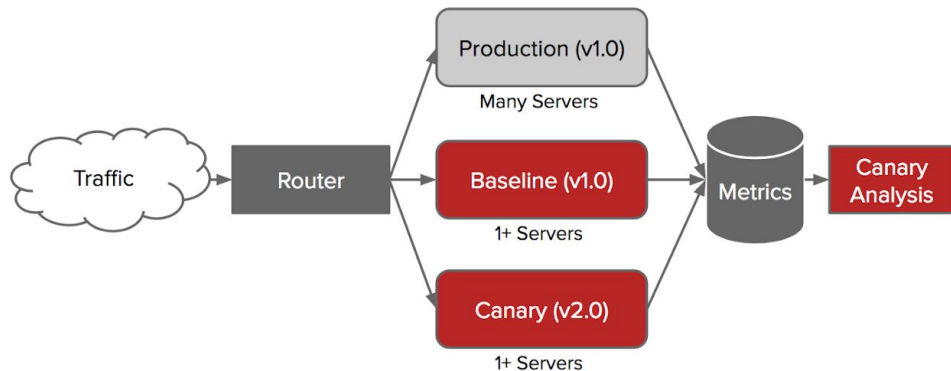 Production (v1.0)
Many Servers
Traffic
Router
Baseline (v1.0)
1+ Servers
Metrics
Canary
Analysis
Canary (v2.0)
1+ Servers